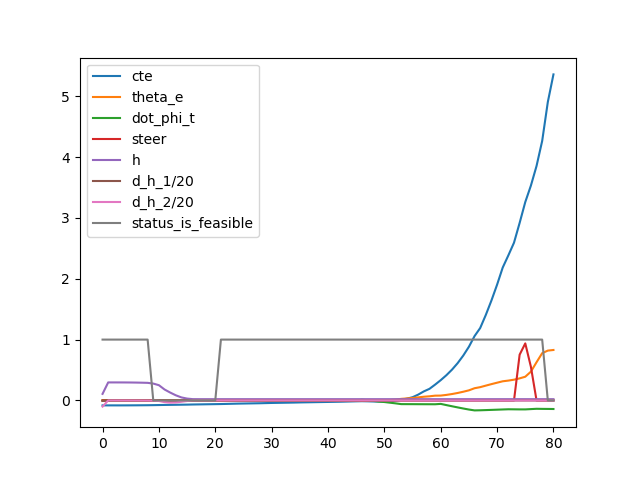 cte
theta_e
dot_phi_t
steer
h
d_h_1/20
d_h_2/20
status_is_feasible
5
4
3
2
1
0
0 10 20 30 40 50 60 70 80